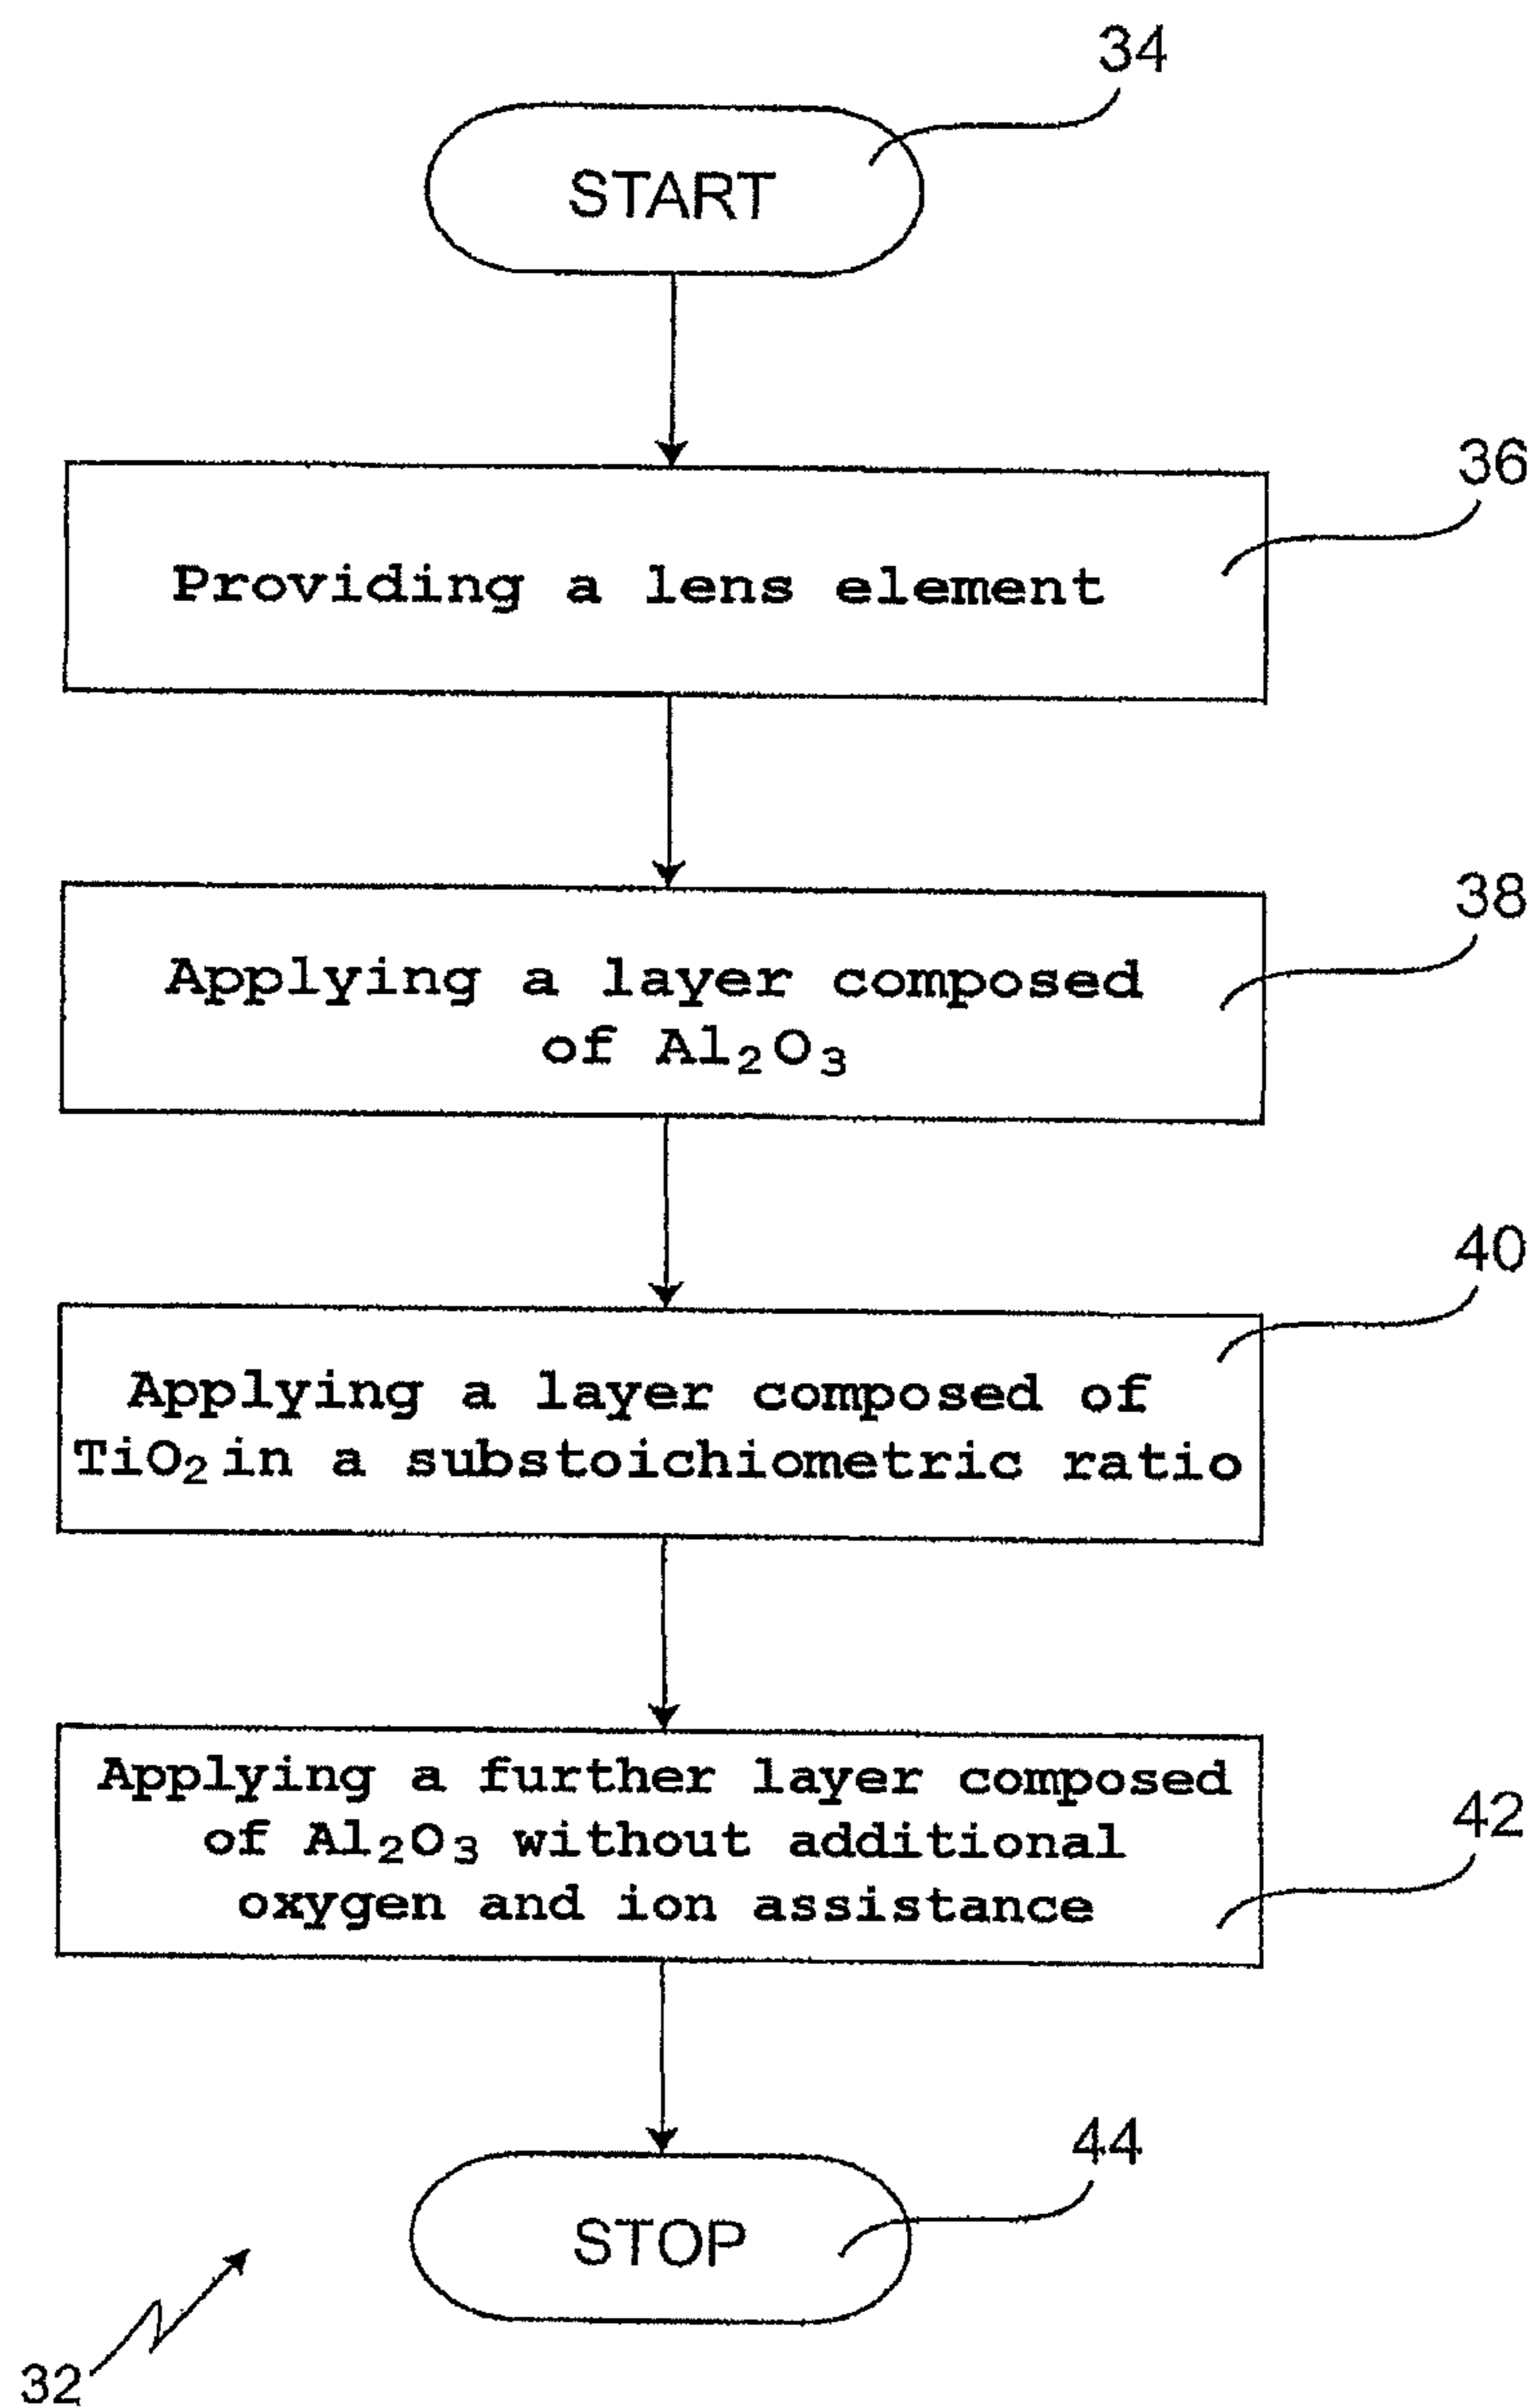 34
START
36
Providing a lens element
38
Applying a layer composed
of Al₂O₃
40
Applying a layer composed of
TiO₂ in a substoichiometric ratio
Applying a further layer composed
of Al₂O₃ without additional
oxygen and ion assistance
42
44
STOP
32